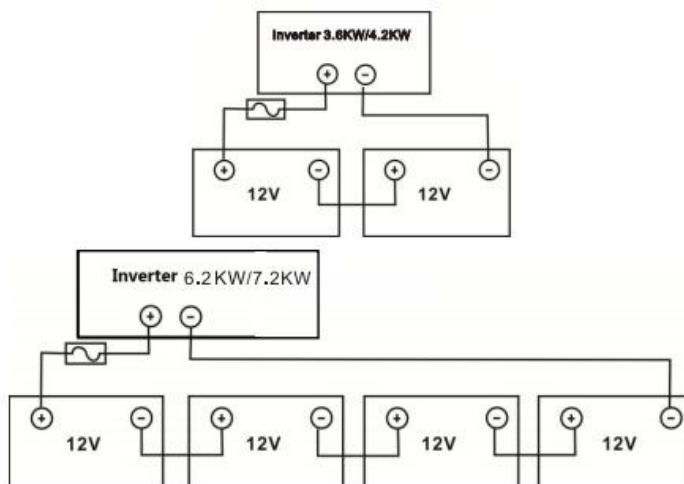 Inverter 3.6KW/4.2KW
+ −
+ − + −
12V 12V
Inverter 6.2KW/7.2KW
+ −
+ − + − + − + −
12V 12V 12V 12V